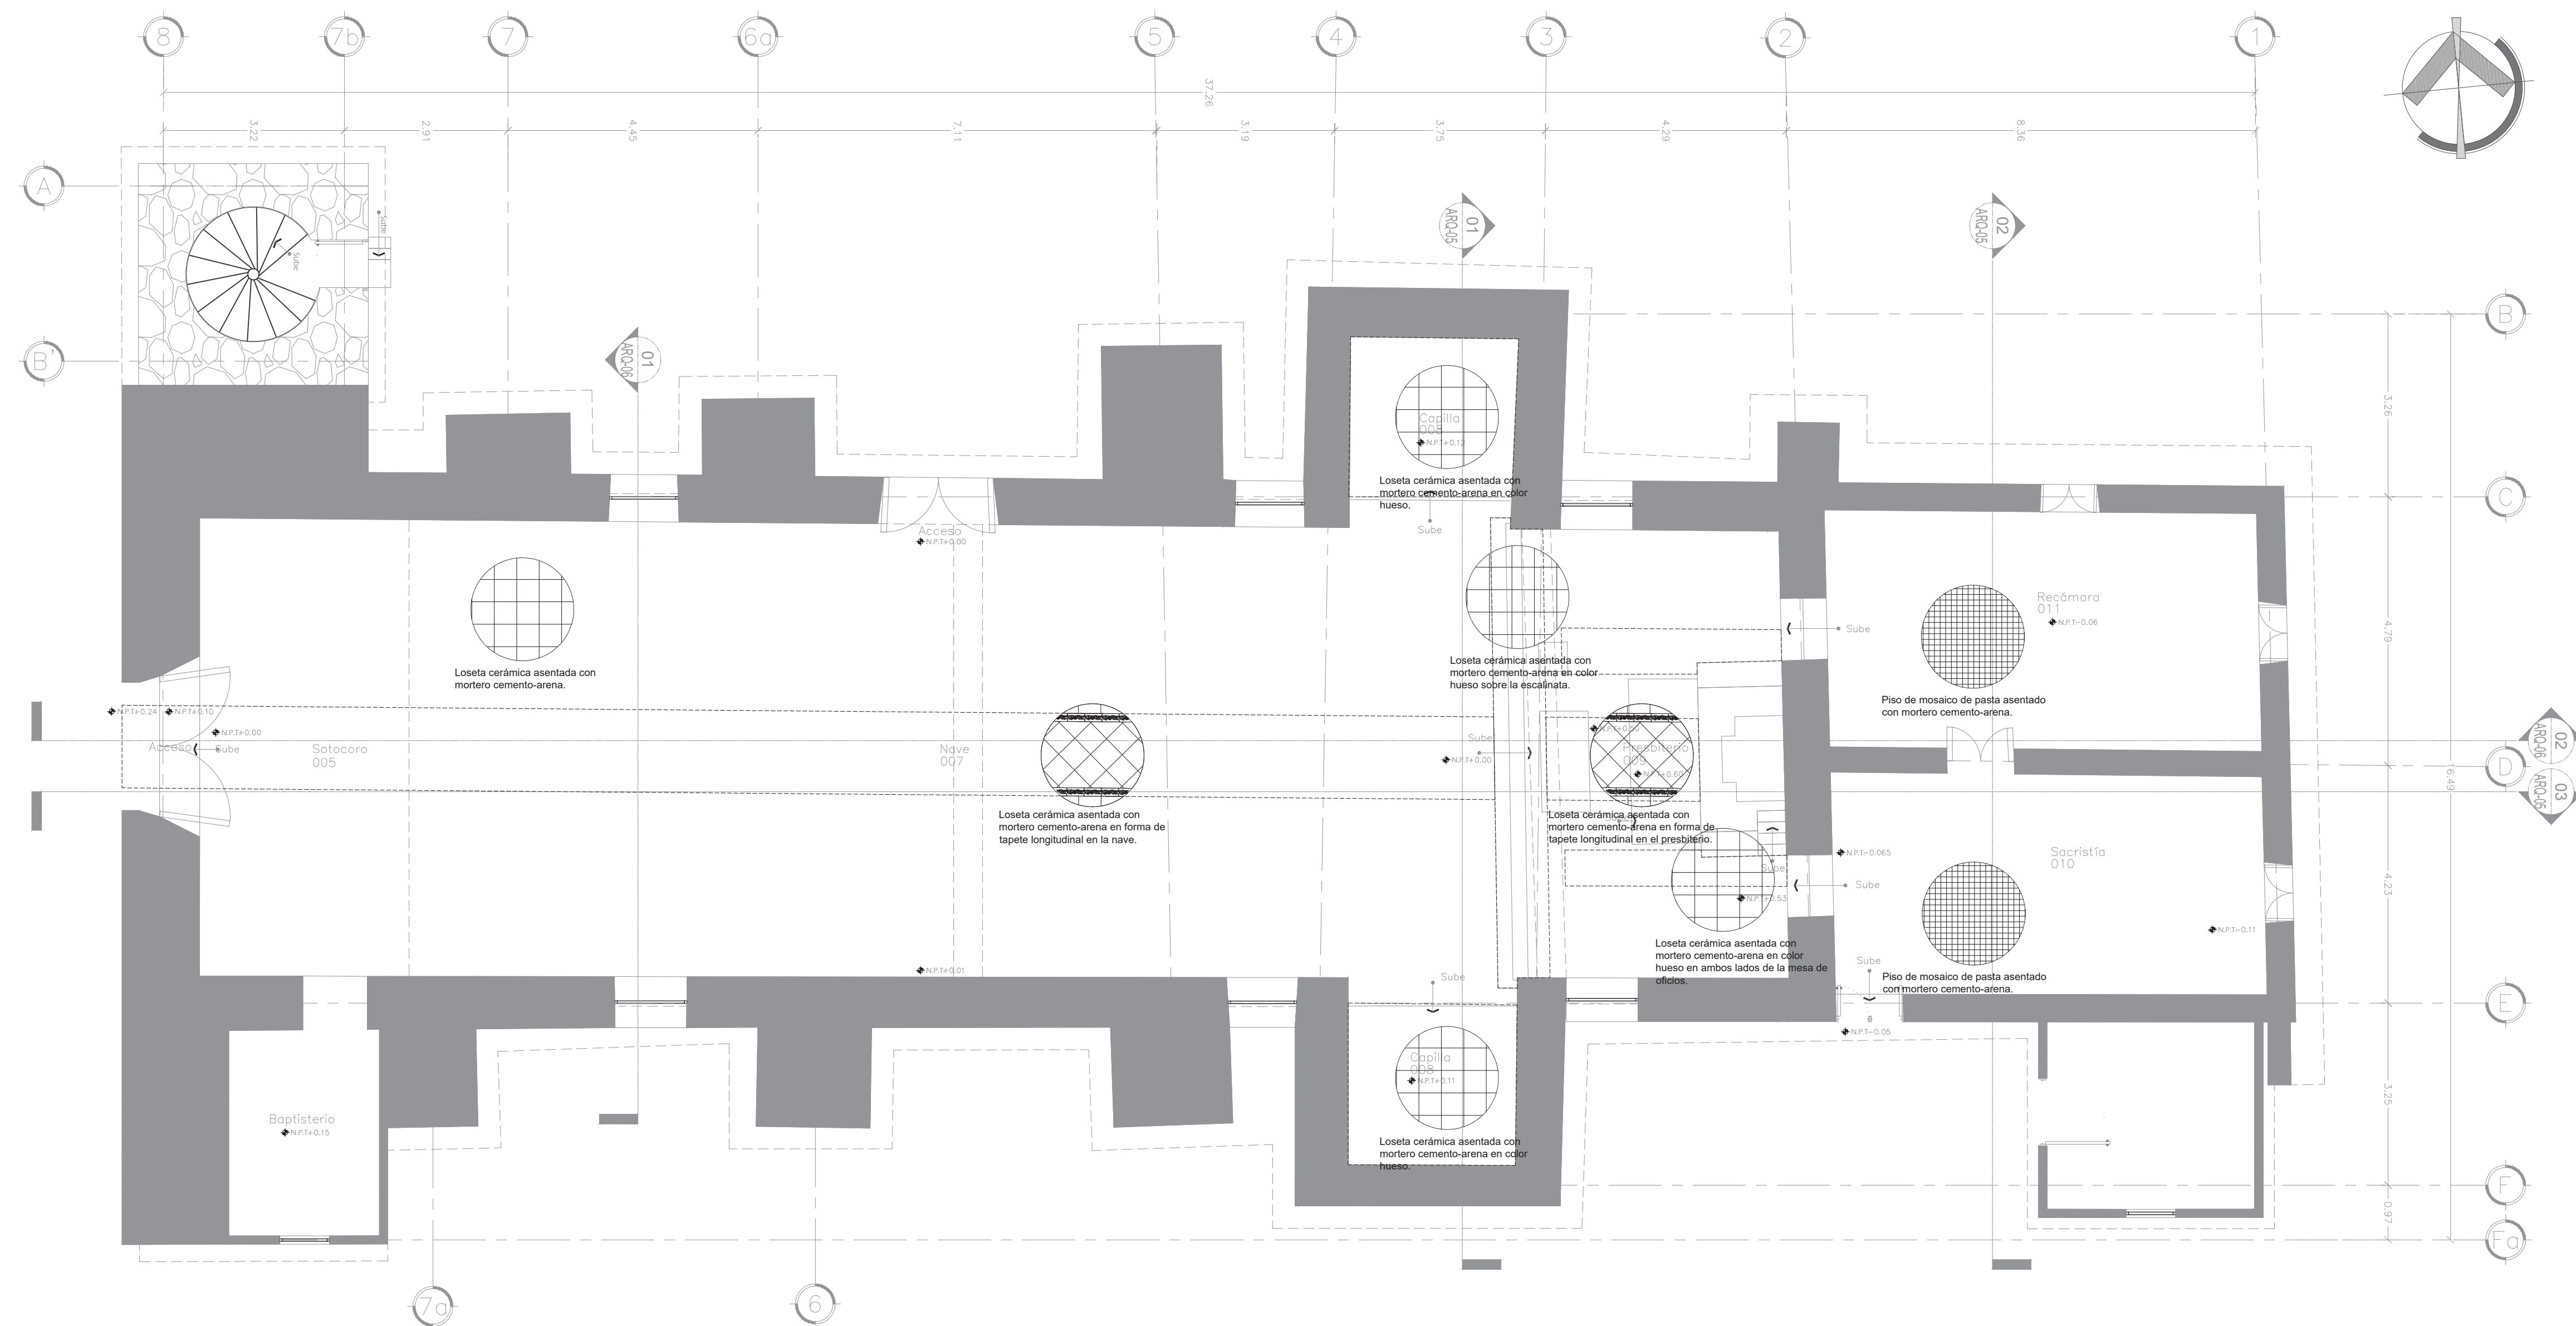 8
7b
7
6a
5
4
3
2
1
37.26
3.22
2.91
4.45
7.11
3.19
3.75
4.29
8.36
A
B'
Sube
Sube
01
ARQ-05
02
ARQ-05
01
ARQ-06
B
C
D
E
F
Fa
3.26
4.79
4.23
3.25
0.97
16.49
02
ARQ-06
03
ARQ-05
Capilla
008
N.P.T+0.12
Loseta cerámica asentada con
mortero cemento-arena en color
hueso.
Sube
Acceso
N.P.T+0.00
Loseta cerámica asentada con
mortero cemento-arena.
Loseta cerámica asentada con
mortero cemento-arena en color
hueso sobre la escalinata.
Sube
Recámara
011
N.P.T-0.06
Piso de mosaico de pasta asentado
con mortero cemento-arena.
N.P.T+0.24
N.P.T+0.10
N.P.T+0.00
Acceso
Sube
Sotocoro
005
Nave
007
Loseta cerámica asentada con
mortero cemento-arena en forma de
tapete longitudinal en la nave.
Sube
N.P.T+0.00
Presbiterio
009
N.P.T+0.60
Loseta cerámica asentada con
mortero cemento-arena en forma de
tapete longitudinal en el presbiterio.
Sube
Sube
N.P.T+0.53
Loseta cerámica asentada con
mortero cemento-arena en color
hueso en ambos lados de la mesa de
oficios.
N.P.T-0.065
Sube
Sacristía
010
N.P.T-0.11
Piso de mosaico de pasta asentado
con mortero cemento-arena.
Sube
N.P.T-0.05
N.P.T+0.01
Sube
Capilla
008
N.P.T+0.11
Loseta cerámica asentada con
mortero cemento-arena en color
hueso.
Baptisterio
N.P.T+0.15
7a
6